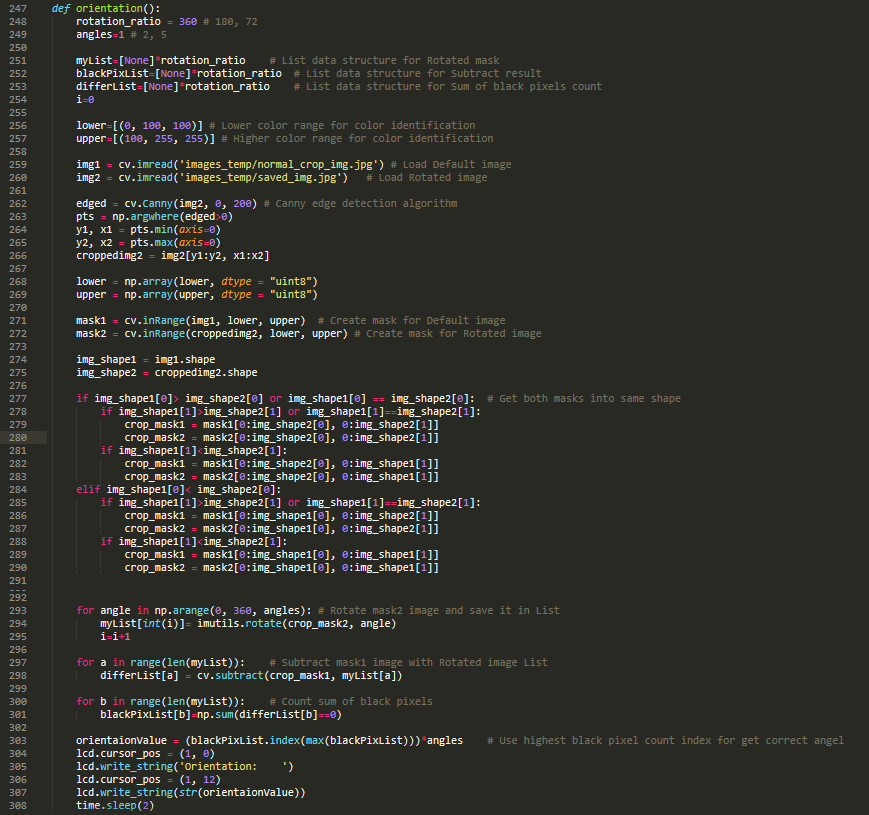 247 def orientation():
248     rotation_ratio = 360 # 180, 72
249     angles=1 # 2, 5
250
251     myList=[None]*rotation_ratio    # List data structure for Rotated mask
252     blackPixList=[None]*rotation_ratio  # List data structure for Subtract result
253     differList=[None]*rotation_ratio    # List data structure for Sum of black pixels count
254     i=0
255
256     lower=[(0, 100, 100)] # Lower color range for color identification
257     upper=[(100, 255, 255)] # Higher color range for color identification
258
259     img1 = cv.imread('images_temp/normal_crop_img.jpg') # Load Default image
260     img2 = cv.imread('images_temp/saved_img.jpg')   # Load Rotated image
261
262     edged = cv.Canny(img2, 0, 200) # Canny edge detection algorithm
263     pts = np.argwhere(edged>0)
264     y1, x1 = pts.min(axis=0)
265     y2, x2 = pts.max(axis=0)
266     croppedimg2 = img2[y1:y2, x1:x2]
267
268     lower = np.array(lower, dtype = "uint8")
269     upper = np.array(upper, dtype = "uint8")
270
271     mask1 = cv.inRange(img1, lower, upper)  # Create mask for Default image
272     mask2 = cv.inRange(croppedimg2, lower, upper) # Create mask for Rotated image
273
274     img_shape1 = img1.shape
275     img_shape2 = croppedimg2.shape
276
277     if img_shape1[0]> img_shape2[0] or img_shape1[0] == img_shape2[0]:  # Get both masks into same shape
278         if img_shape1[1]>img_shape2[1] or img_shape1[1]==img_shape2[1]:
279             crop_mask1 = mask1[0:img_shape2[0], 0:img_shape2[1]]
280             crop_mask2 = mask2[0:img_shape2[0], 0:img_shape2[1]]
281         if img_shape1[1]<img_shape2[1]:
282             crop_mask1 = mask1[0:img_shape2[0], 0:img_shape1[1]]
283             crop_mask2 = mask2[0:img_shape2[0], 0:img_shape1[1]]
284     elif img_shape1[0]< img_shape2[0]:
285         if img_shape1[1]>img_shape2[1] or img_shape1[1]==img_shape2[1]:
286             crop_mask1 = mask1[0:img_shape1[0], 0:img_shape2[1]]
287             crop_mask2 = mask2[0:img_shape1[0], 0:img_shape2[1]]
288         if img_shape1[1]<img_shape2[1]:
289             crop_mask1 = mask1[0:img_shape1[0], 0:img_shape1[1]]
290             crop_mask2 = mask2[0:img_shape1[0], 0:img_shape1[1]]
291
292
293     for angle in np.arange(0, 360, angles): # Rotate mask2 image and save it in List
294         myList[int(i)]= imutils.rotate(crop_mask2, angle)
295         i=i+1
296
297     for a in range(len(myList)):    # Subtract mask1 image with Rotated image List
298         differList[a] = cv.subtract(crop_mask1, myList[a])
299
300     for b in range(len(myList)):    # Count sum of black pixels
301         blackPixList[b]=np.sum(differList[b]==0)
302
303     orientaionValue = (blackPixList.index(max(blackPixList)))*angles    # Use highest black pixel count index for get correct angel
304     lcd.cursor_pos = (1, 0)
305     lcd.write_string('Orientation:    ')
306     lcd.cursor_pos = (1, 12)
307     lcd.write_string(str(orientaionValue))
308     time.sleep(2)